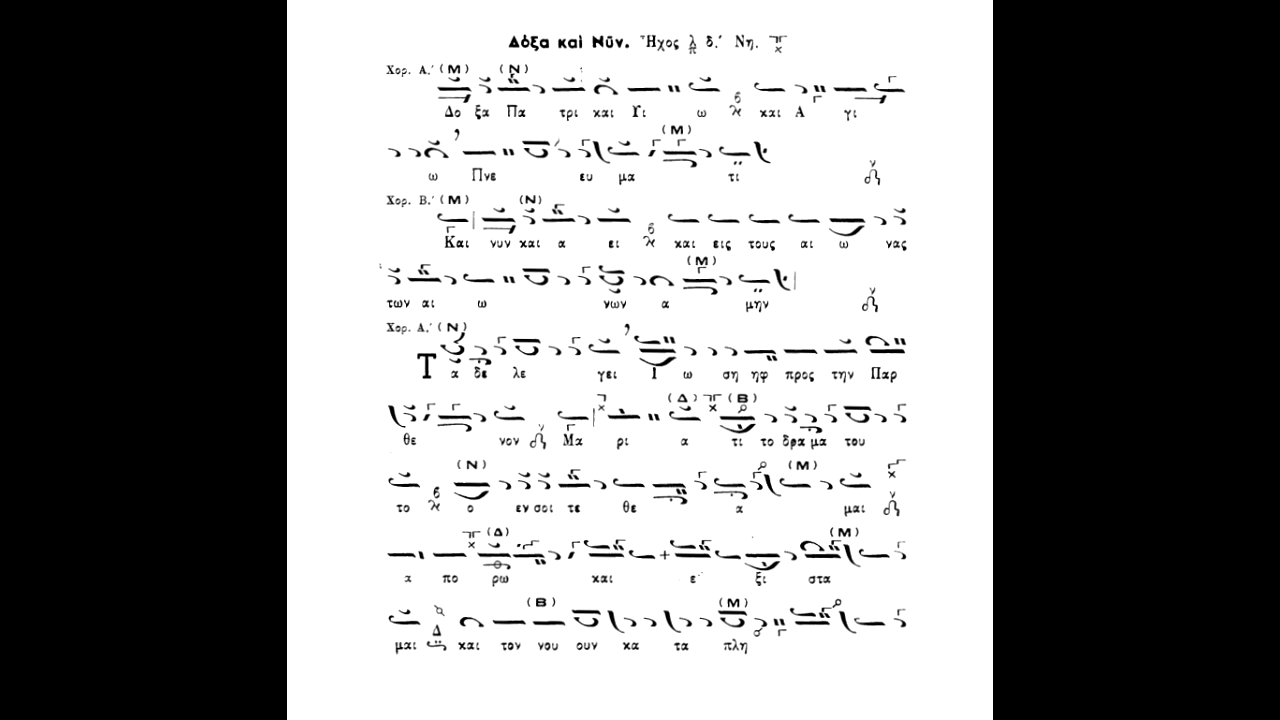 Δόξα καὶ Νῦν. Ἦχος λ π δ.´ Νη.
Χορ. Α.´ (Μ) (Ν)
Δο ξα Πα τρι και Υι ω και Α γι
(Μ)
ω Πνε ευ μα τι
Χορ. Β.´ (Μ) (Ν)
Και νυν και α ει και εις τους αι ω νας
(Μ)
των αι ω νων α μην
Χορ. Α.´ (Ν)
Τ α δε λε γει Ι ω ση ηφ προς την Παρ
(Δ) (Β)
θε νον Μα ρι α τι το δρα μα του
(Ν) (Μ)
το ο εν σοι τε θε α μαι
(Δ) (Μ)
α πο ρω και ε ξι στα
(Β) (Μ)
μαι Δ και τον νου ουν κα τα πλη